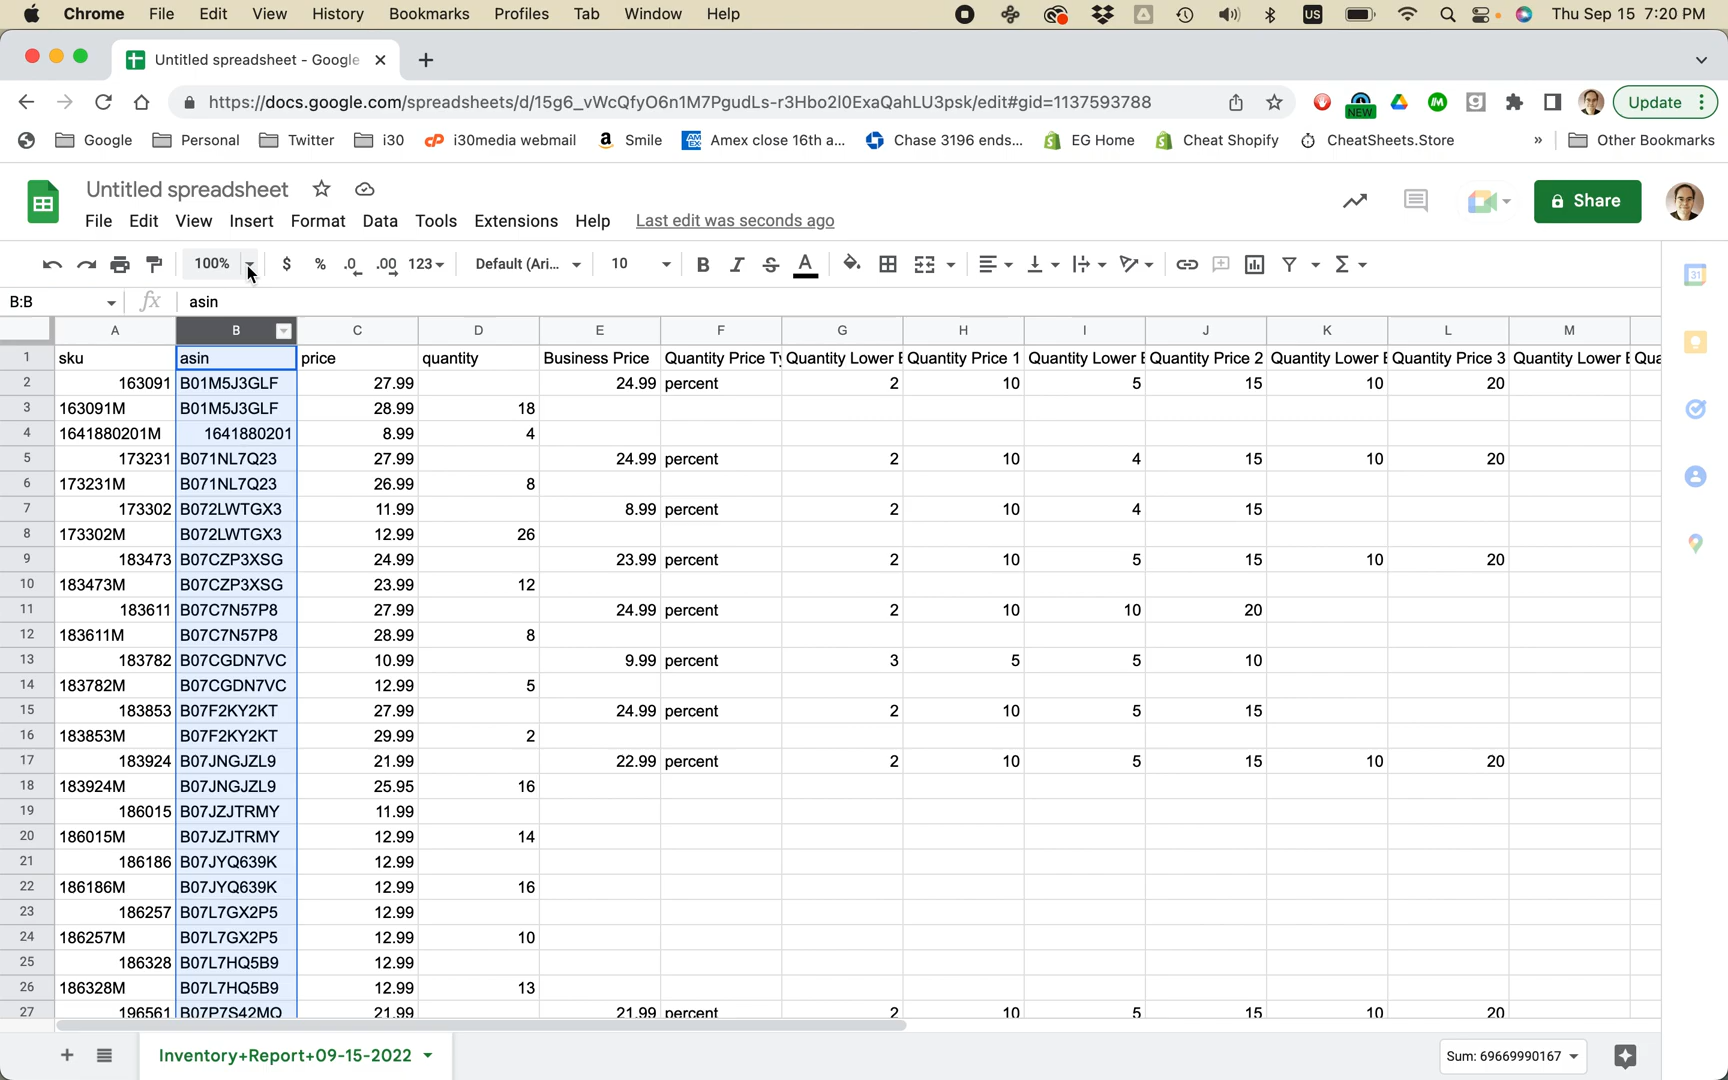 Chrome File Edit View History Bookmarks Profiles Tab Window Help US Thu Sep 15 7:20 PM
Untitled spreadsheet - Google
https://docs.google.com/spreadsheets/d/15g6_vWcQfyO6n1M7PgudLs-r3Hbo2I0ExaQahLU3psk/edit#gid=1137593788 NEW Update
Google Personal Twitter i30 i30media webmail Smile Amex close 16th a... Chase 3196 ends... EG Home Cheat Shopify CheatSheets.Store » Other Bookmarks
Untitled spreadsheet
File Edit View Insert Format Data Tools Extensions Help Last edit was seconds ago Share
100% $ % .0 .00 123 Default (Ari... 10 B I S A Σ 31
B:B fx asin
A B C D E F G H I J K L M
1 sku asin price quantity Business Price Quantity Price Ty Quantity Lower B Quantity Price 1 Quantity Lower B Quantity Price 2 Quantity Lower B Quantity Price 3 Quantity Lower B Qua
2 163091 B01M5J3GLF 27.99 24.99 percent 2 10 5 15 10 20
3 163091M B01M5J3GLF 28.99 18
4 1641880201M 1641880201 8.99 4
5 173231 B071NL7Q23 27.99 24.99 percent 2 10 4 15 10 20
6 173231M B071NL7Q23 26.99 8
7 173302 B072LWTGX3 11.99 8.99 percent 2 10 4 15
8 173302M B072LWTGX3 12.99 26
9 183473 B07CZP3XSG 24.99 23.99 percent 2 10 5 15 10 20
10 183473M B07CZP3XSG 23.99 12
11 183611 B07C7N57P8 27.99 24.99 percent 2 10 10 20
12 183611M B07C7N57P8 28.99 8
13 183782 B07CGDN7VC 10.99 9.99 percent 3 5 5 10
14 183782M B07CGDN7VC 12.99 5
15 183853 B07F2KY2KT 27.99 24.99 percent 2 10 5 15
16 183853M B07F2KY2KT 29.99 2
17 183924 B07JNGJZL9 21.99 22.99 percent 2 10 5 15 10 20
18 183924M B07JNGJZL9 25.95 16
19 186015 B07JZJTRMY 11.99
20 186015M B07JZJTRMY 12.99 14
21 186186 B07JYQ639K 12.99
22 186186M B07JYQ639K 12.99 16
23 186257 B07L7GX2P5 12.99
24 186257M B07L7GX2P5 12.99 10
25 186328 B07L7HQ5B9 12.99
26 186328M B07L7HQ5B9 12.99 13
27 196561 B07P7S42MQ 21.99 21.99 percent 2 10 5 15 10 20
Inventory+Report+09-15-2022 Sum: 69669990167